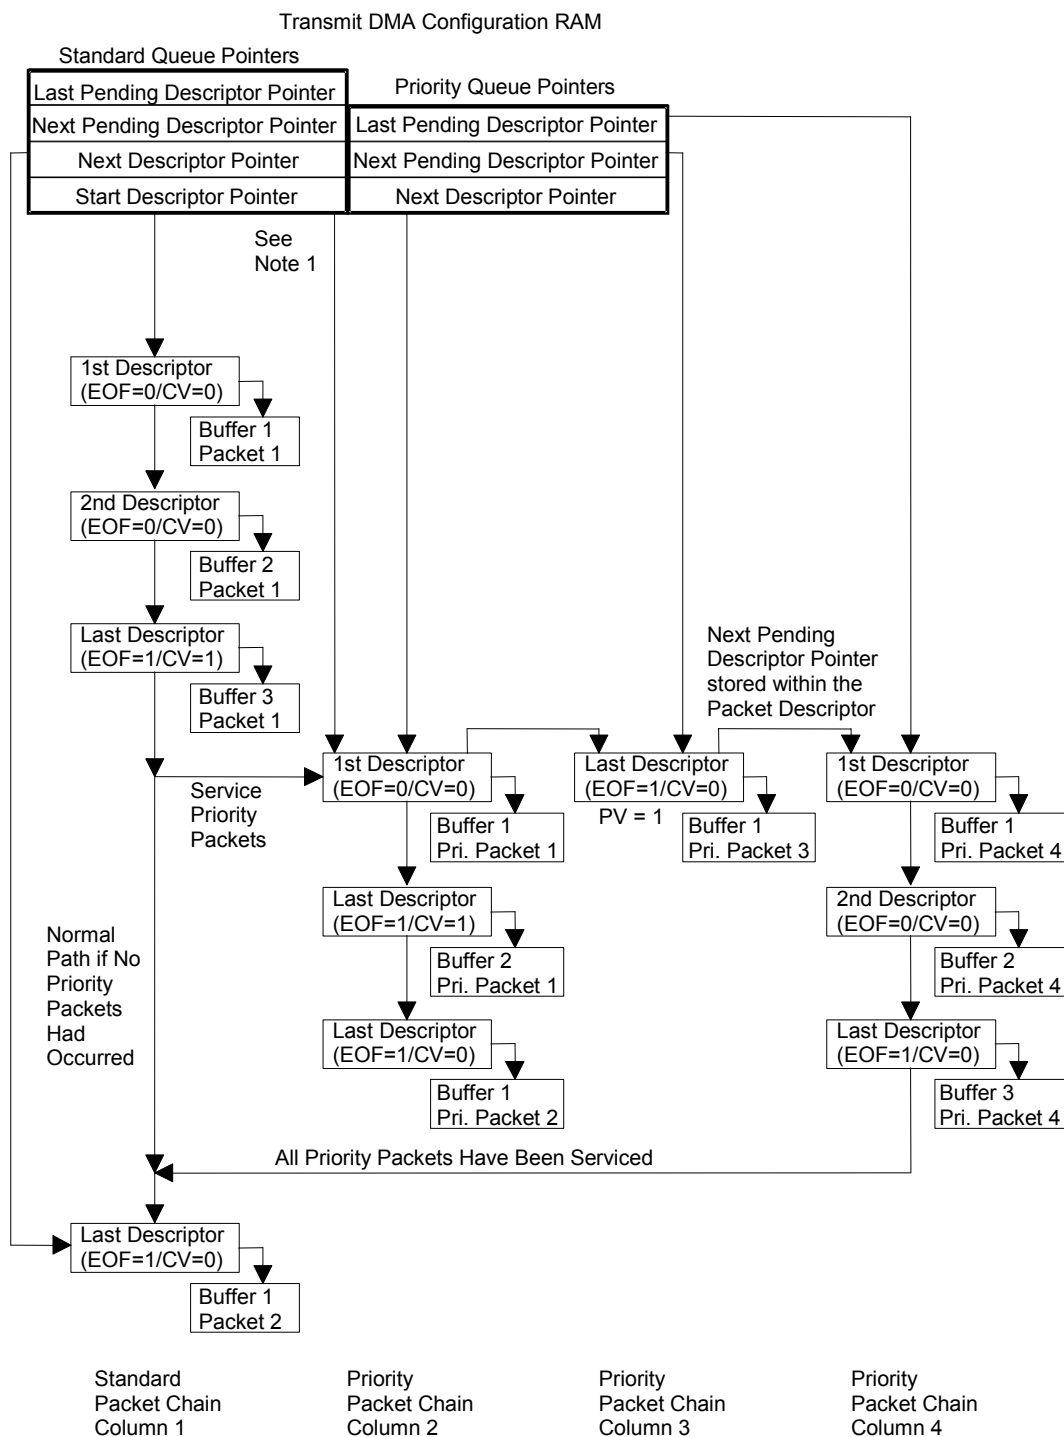 Transmit DMA Configuration RAM
Standard Queue Pointers
Priority Queue Pointers
Last Pending Descriptor Pointer
Next Pending Descriptor Pointer
Next Descriptor Pointer
Start Descriptor Pointer
Last Pending Descriptor Pointer
Next Pending Descriptor Pointer
Next Descriptor Pointer
See
Note 1
1st Descriptor
(EOF=0/CV=0)
Buffer 1
Packet 1
2nd Descriptor
(EOF=0/CV=0)
Buffer 2
Packet 1
Last Descriptor
(EOF=1/CV=1)
Buffer 3
Packet 1
Next Pending
Descriptor Pointer
stored within the
Packet Descriptor
Service
Priority
Packets
1st Descriptor
(EOF=0/CV=0)
Buffer 1
Pri. Packet 1
Last Descriptor
(EOF=1/CV=0)
PV = 1
Buffer 1
Pri. Packet 3
1st Descriptor
(EOF=0/CV=0)
Buffer 1
Pri. Packet 4
Last Descriptor
(EOF=1/CV=1)
Buffer 2
Pri. Packet 1
2nd Descriptor
(EOF=0/CV=0)
Buffer 2
Pri. Packet 4
Normal
Path if No
Priority
Packets
Had
Occurred
Last Descriptor
(EOF=1/CV=0)
Buffer 1
Pri. Packet 2
Last Descriptor
(EOF=1/CV=0)
Buffer 3
Pri. Packet 4
All Priority Packets Have Been Serviced
Last Descriptor
(EOF=1/CV=0)
Buffer 1
Packet 2
Standard
Packet Chain
Column 1
Priority
Packet Chain
Column 2
Priority
Packet Chain
Column 3
Priority
Packet Chain
Column 4